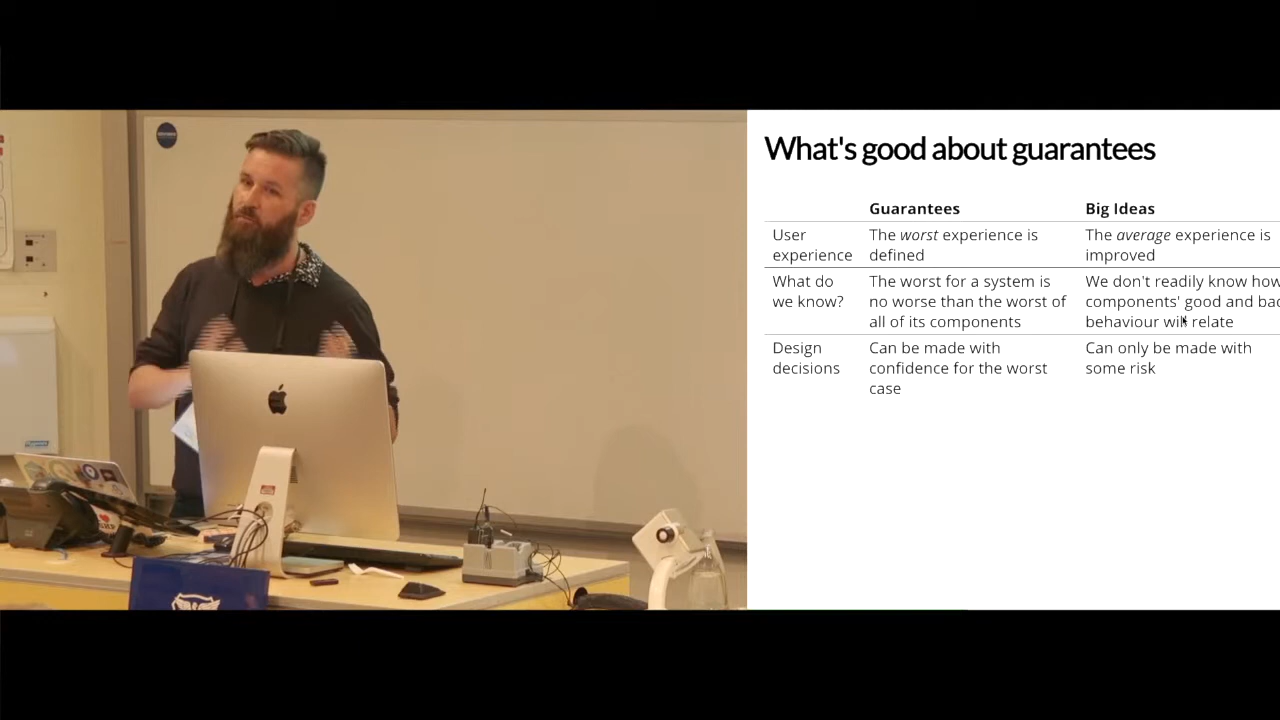 What's good about guarantees
Guarantees Big Ideas
User experience The worst experience is defined The average experience is improved
What do we know? The worst for a system is no worse than the worst of all of its components We don't readily know how components' good and bad behaviour will relate
Design decisions Can be made with confidence for the worst case Can only be made with some risk